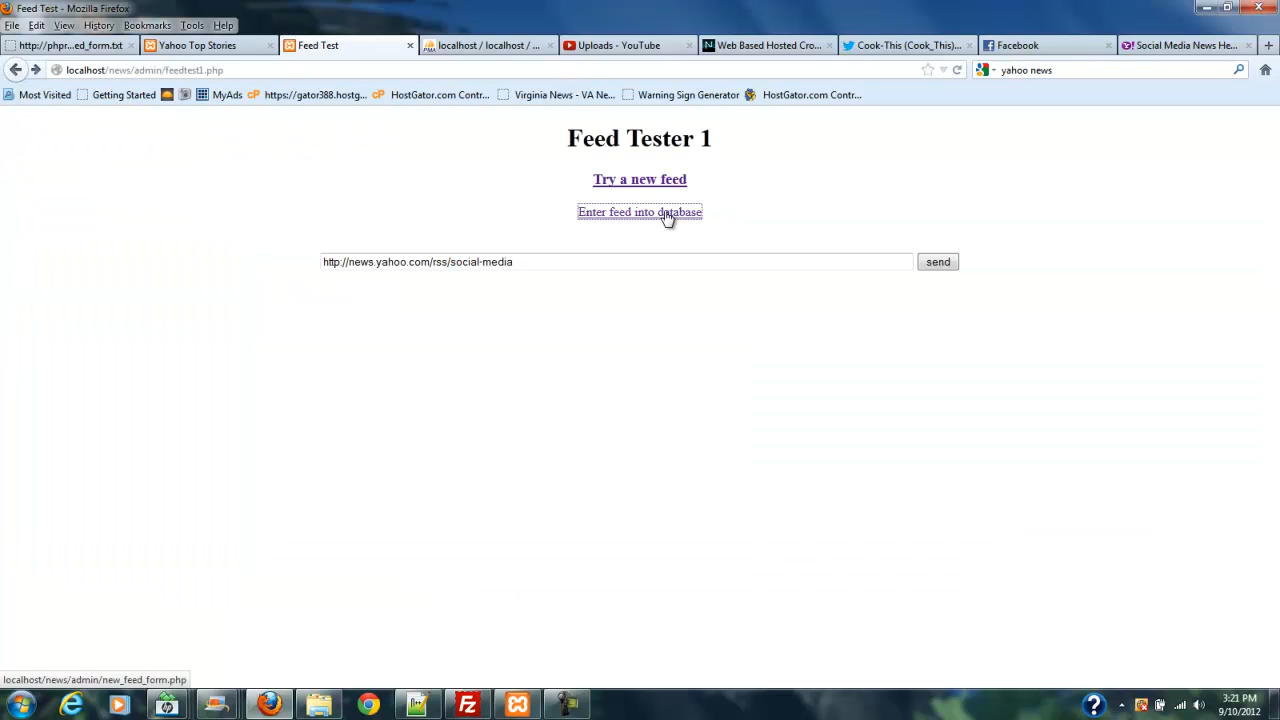 Feed Test - Mozilla Firefox
File Edit View History Bookmarks Tools Help
http://phpr...ed_form.txt Yahoo Top Stories Feed Test localhost / localhost / ... Uploads - YouTube Web Based Hosted Cro... Cook-This (Cook_This)... Facebook Social Media News He...
localhost/news/admin/feedtest1.php yahoo news
Most Visited Getting Started MyAds https://gator388.hostg... HostGator.com Contr... Virginia News - VA Ne... Warning Sign Generator HostGator.com Contr...
Feed Tester 1
Try a new feed
Enter feed into database
http://news.yahoo.com/rss/social-media send
localhost/news/admin/new_feed_form.php
3:21 PM
9/10/2012